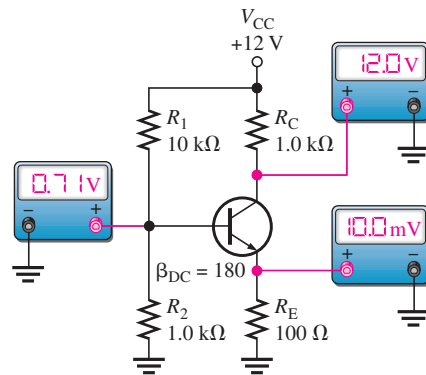 V_CC
+12 V
12.0 V
+ −
R_1
10 kΩ
R_C
1.0 kΩ
0.71 V
− +
10.0 mV
+ −
β_DC = 180
R_2
1.0 kΩ
R_E
100 Ω